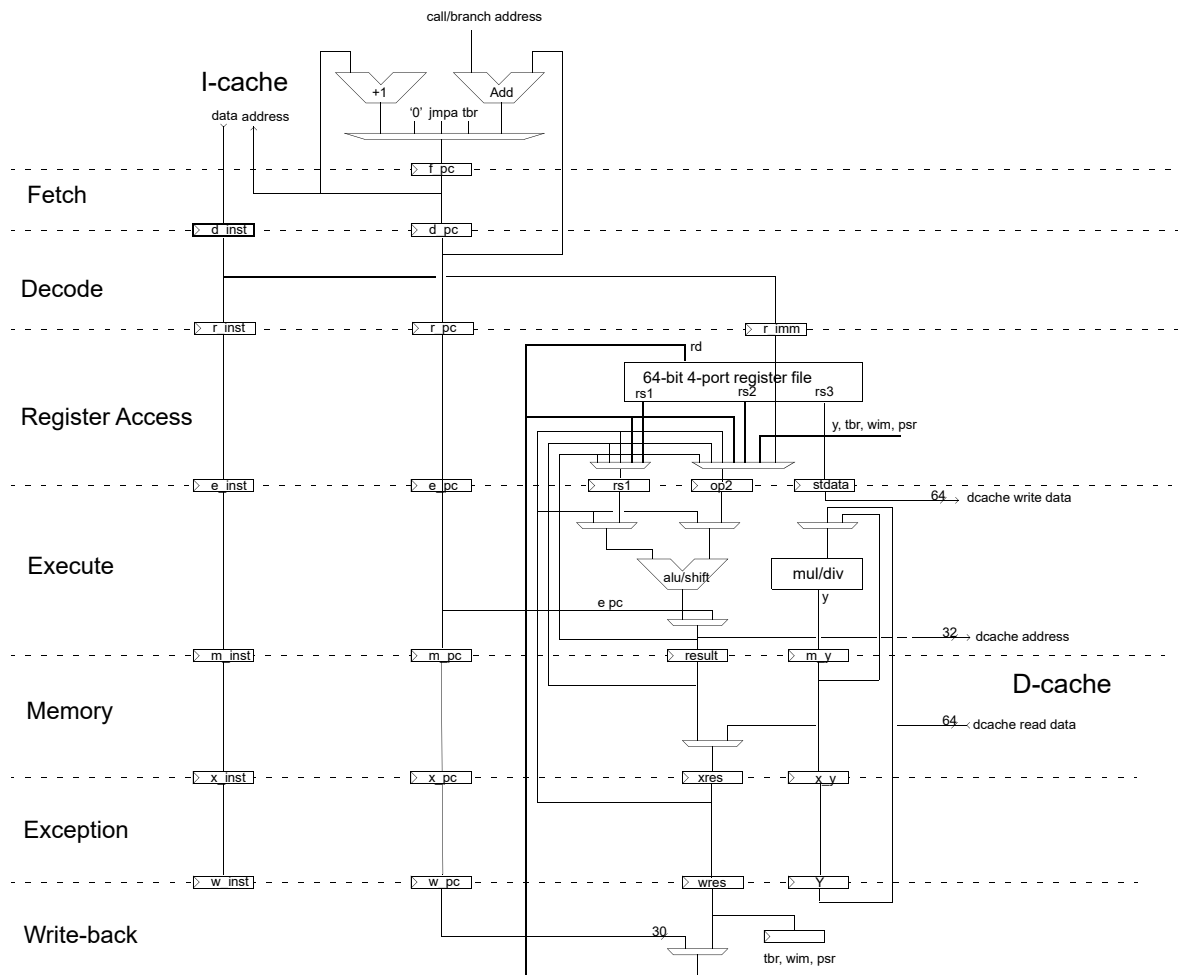 call/branch address
I-cache
+1
Add
data address
‘0’ jmpa tbr
f_pc
Fetch
d_inst
d_pc
Decode
r_inst
r_pc
r_imm
rd
64-bit 4-port register file
rs1
rs2
rs3
Register Access
y, tbr, wim, psr
e_inst
e_pc
rs1
op2
stdata
64
dcache write data
Execute
alu/shift
mul/div
y
e pc
32
dcache address
m_inst
m_pc
result
m_y
D-cache
Memory
64
dcache read data
x_inst
x_pc
xres
x_y
Exception
w_inst
w_pc
wres
Y
Write-back
30
tbr, wim, psr